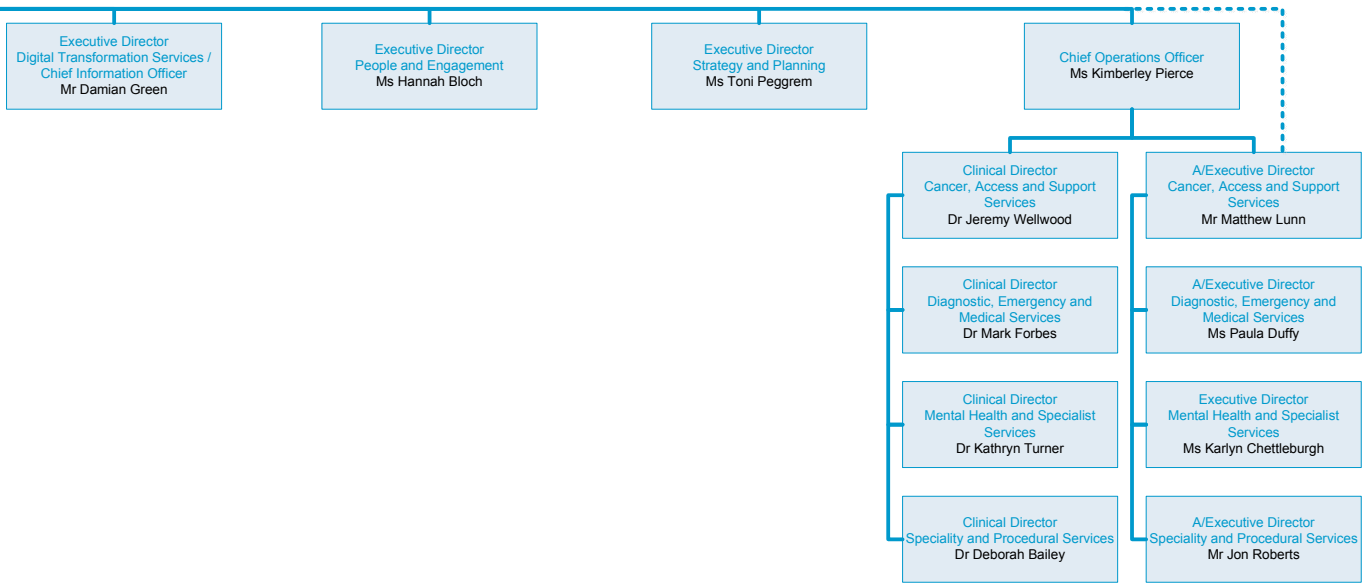 Executive Director
Digital Transformation Services /
Chief Information Officer
Mr Damian Green
Executive Director
People and Engagement
Ms Hannah Bloch
Executive Director
Strategy and Planning
Ms Toni Peggrem
Chief Operations Officer
Ms Kimberley Pierce
Clinical Director
Cancer, Access and Support
Services
Dr Jeremy Wellwood
A/Executive Director
Cancer, Access and Support
Services
Mr Matthew Lunn
Clinical Director
Diagnostic, Emergency and
Medical Services
Dr Mark Forbes
A/Executive Director
Diagnostic, Emergency and
Medical Services
Ms Paula Duffy
Clinical Director
Mental Health and Specialist
Services
Dr Kathryn Turner
Executive Director
Mental Health and Specialist
Services
Ms Karlyn Chettleburgh
Clinical Director
Speciality and Procedural Services
Dr Deborah Bailey
A/Executive Director
Speciality and Procedural Services
Mr Jon Roberts